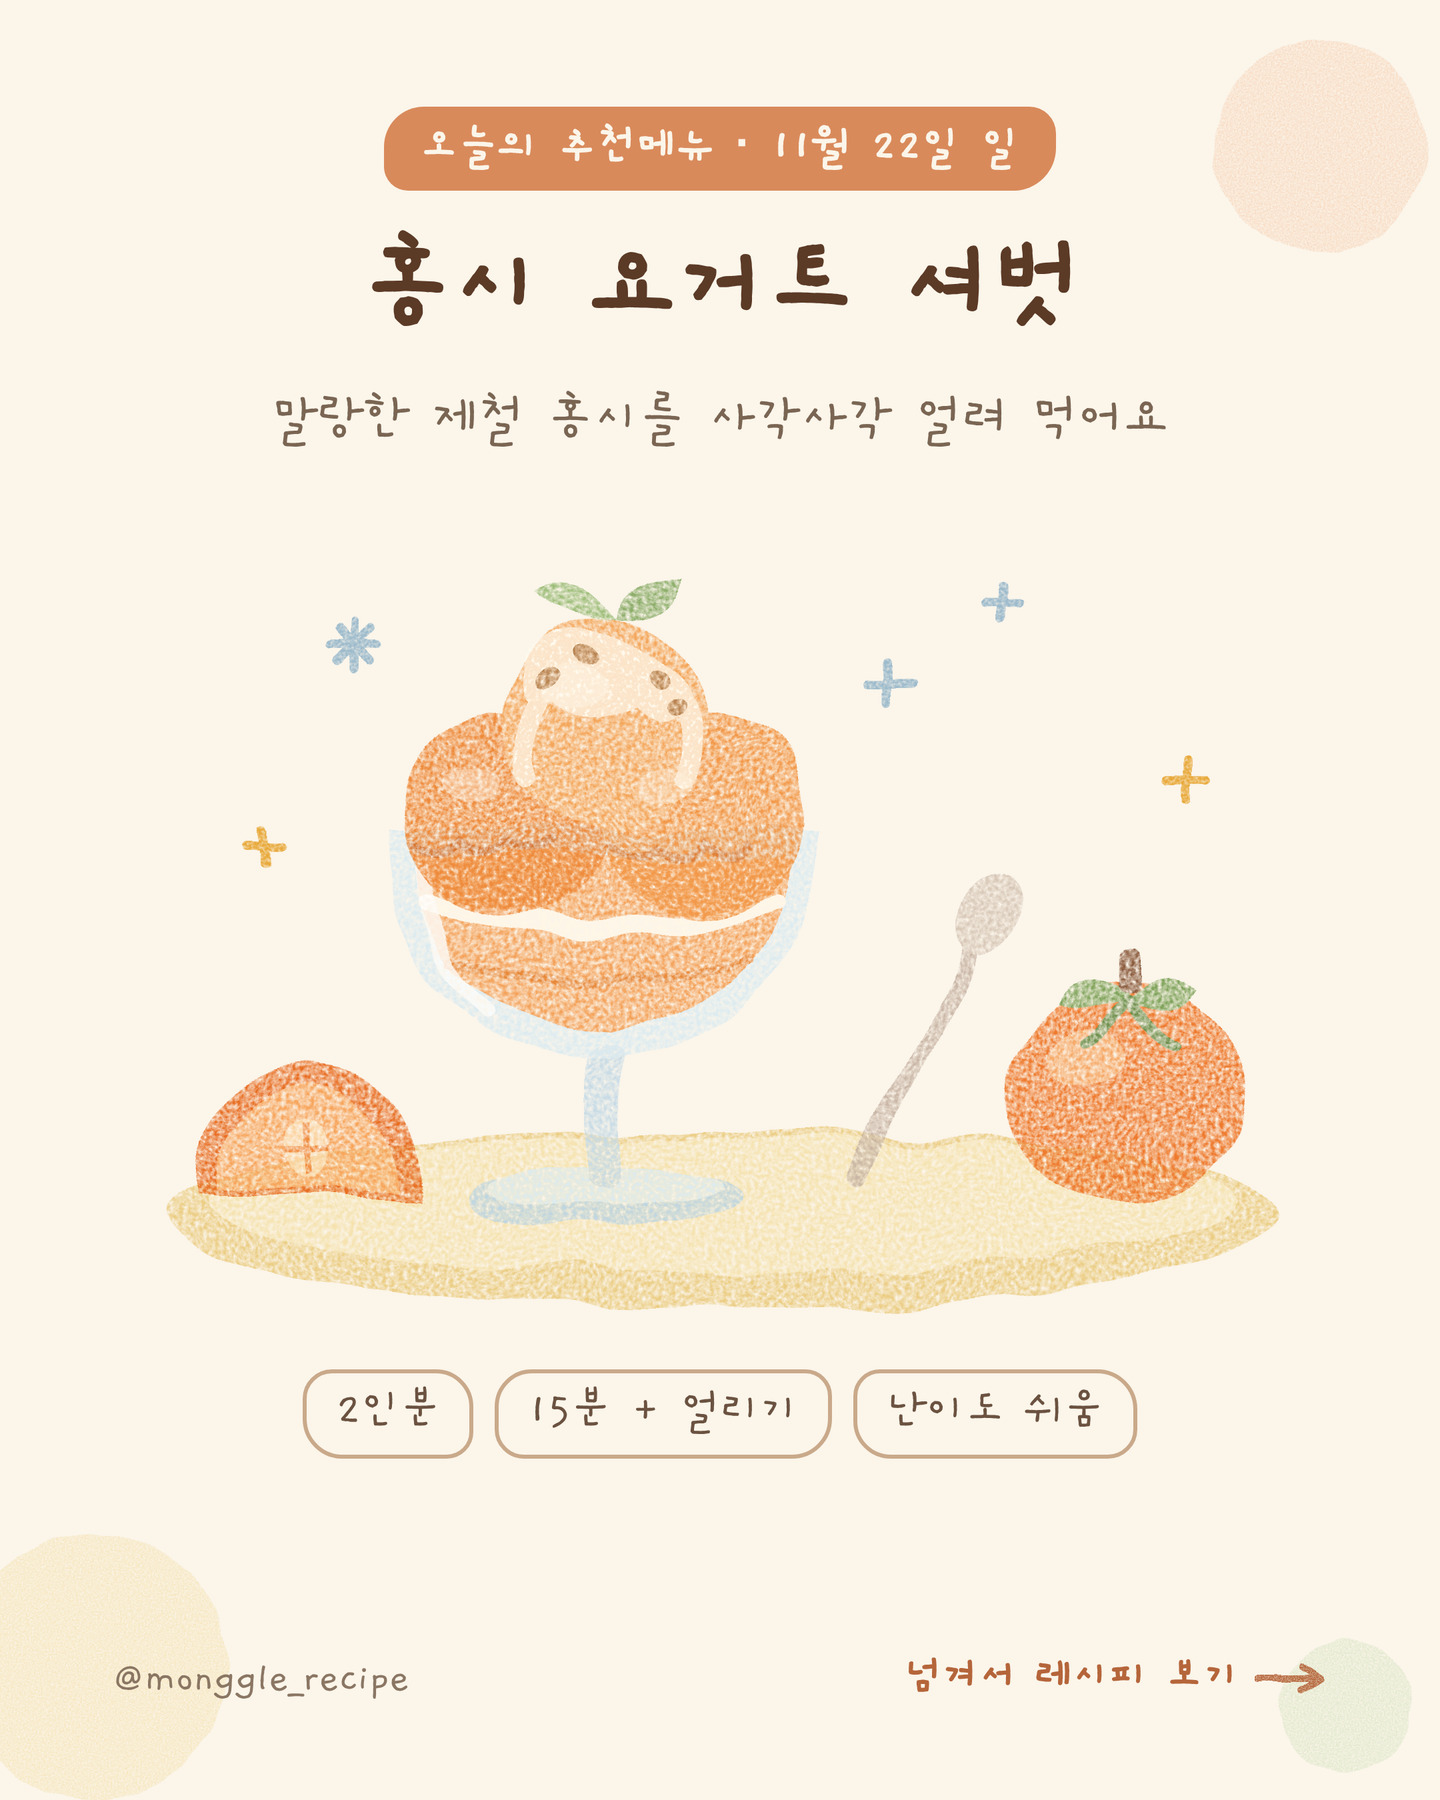 오늘의 추천메뉴 · 11월 22일 일
홍시 요거트 셔벗
말랑한 제철 홍시를 사각사각 얼려 먹어요
2인분
15분 + 얼리기
난이도 쉬움
@monggle_recipe
넘겨서 레시피 보기 →